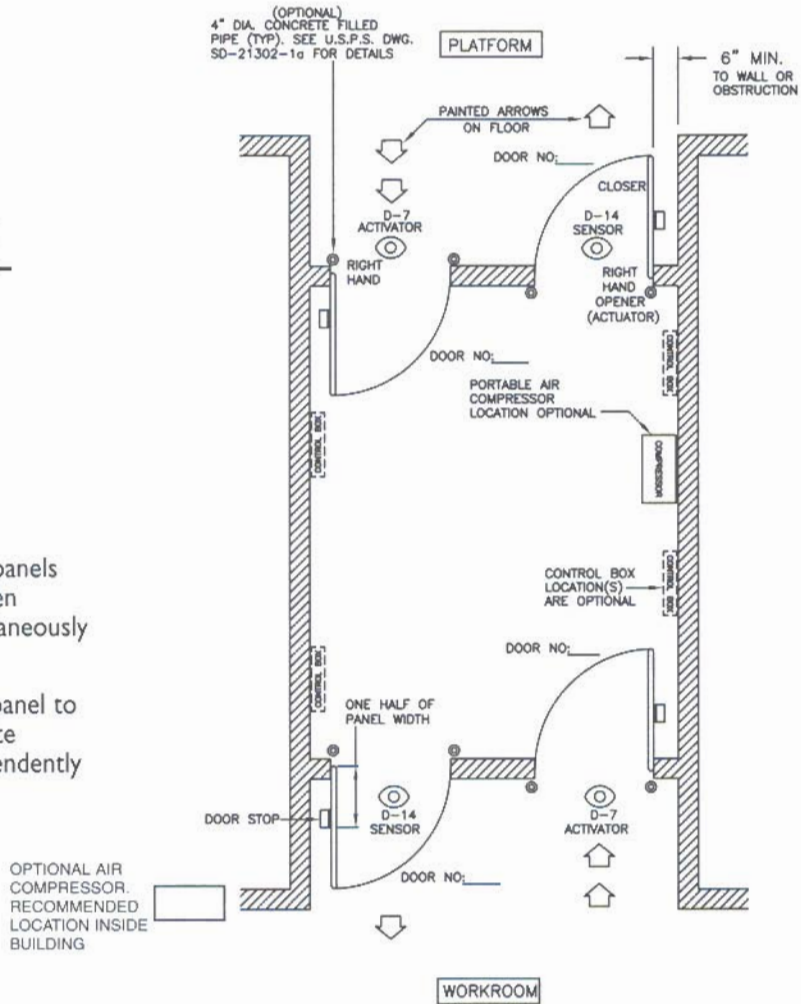 (OPTIONAL)
4" DIA. CONCRETE FILLED
PIPE (TYP). SEE U.S.P.S. DWG.
SD-21302-1a FOR DETAILS
PLATFORM
6" MIN.
TO WALL OR
OBSTRUCTION
PAINTED ARROWS
ON FLOOR
DOOR NO:
CLOSER
D-7
ACTIVATOR
D-14
SENSOR
RIGHT
HAND
RIGHT
HAND
OPENER
(ACTUATOR)
DOOR NO:
CONTROL BOX
PORTABLE AIR
COMPRESSOR
LOCATION OPTIONAL
CONTROL BOX
COMPRESSOR
panels
en
aneously
CONTROL BOX
LOCATION(S)
ARE OPTIONAL
CONTROL BOX
DOOR NO:
CONTROL BOX
panel to
te
endently
ONE HALF OF
PANEL WIDTH
DOOR STOP
D-14
SENSOR
D-7
ACTIVATOR
DOOR NO:
OPTIONAL AIR
COMPRESSOR.
RECOMMENDED
LOCATION INSIDE
BUILDING
WORKROOM